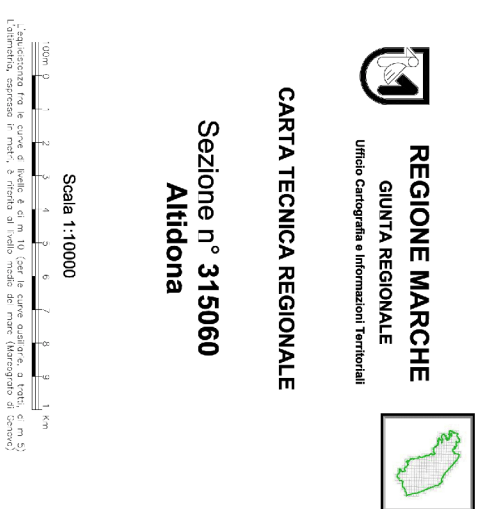 REGIONE MARCHE
GIUNTA REGIONALE
Ufficio Cartografia e Informazioni Territoriali
CARTA TECNICA REGIONALE
Sezione n° 315060
Altidona
Scala 1:10000
100m 0 1 2 3 4 5 6 7 8 9 1 Km
L'equidistanza fra le curve di livello è di m 10 (per le curve ausiliarie, a tratti, di m 5)
L'altimetria, espressa in metri, è riferita al livello medio del mare (Mareografo di Genova)